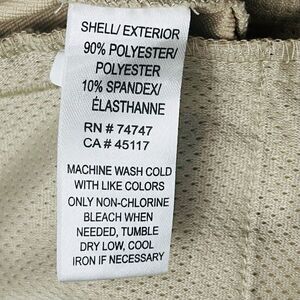 SHELL/ EXTERIOR
90% POLYESTER/
POLYESTER
10% SPANDEX/
ÉLASTHANNE
RN # 74747
CA # 45117
MACHINE WASH COLD
WITH LIKE COLORS
ONLY NON-CHLORINE
BLEACH WHEN
NEEDED, TUMBLE
DRY LOW, COOL
IRON IF NECESSARY